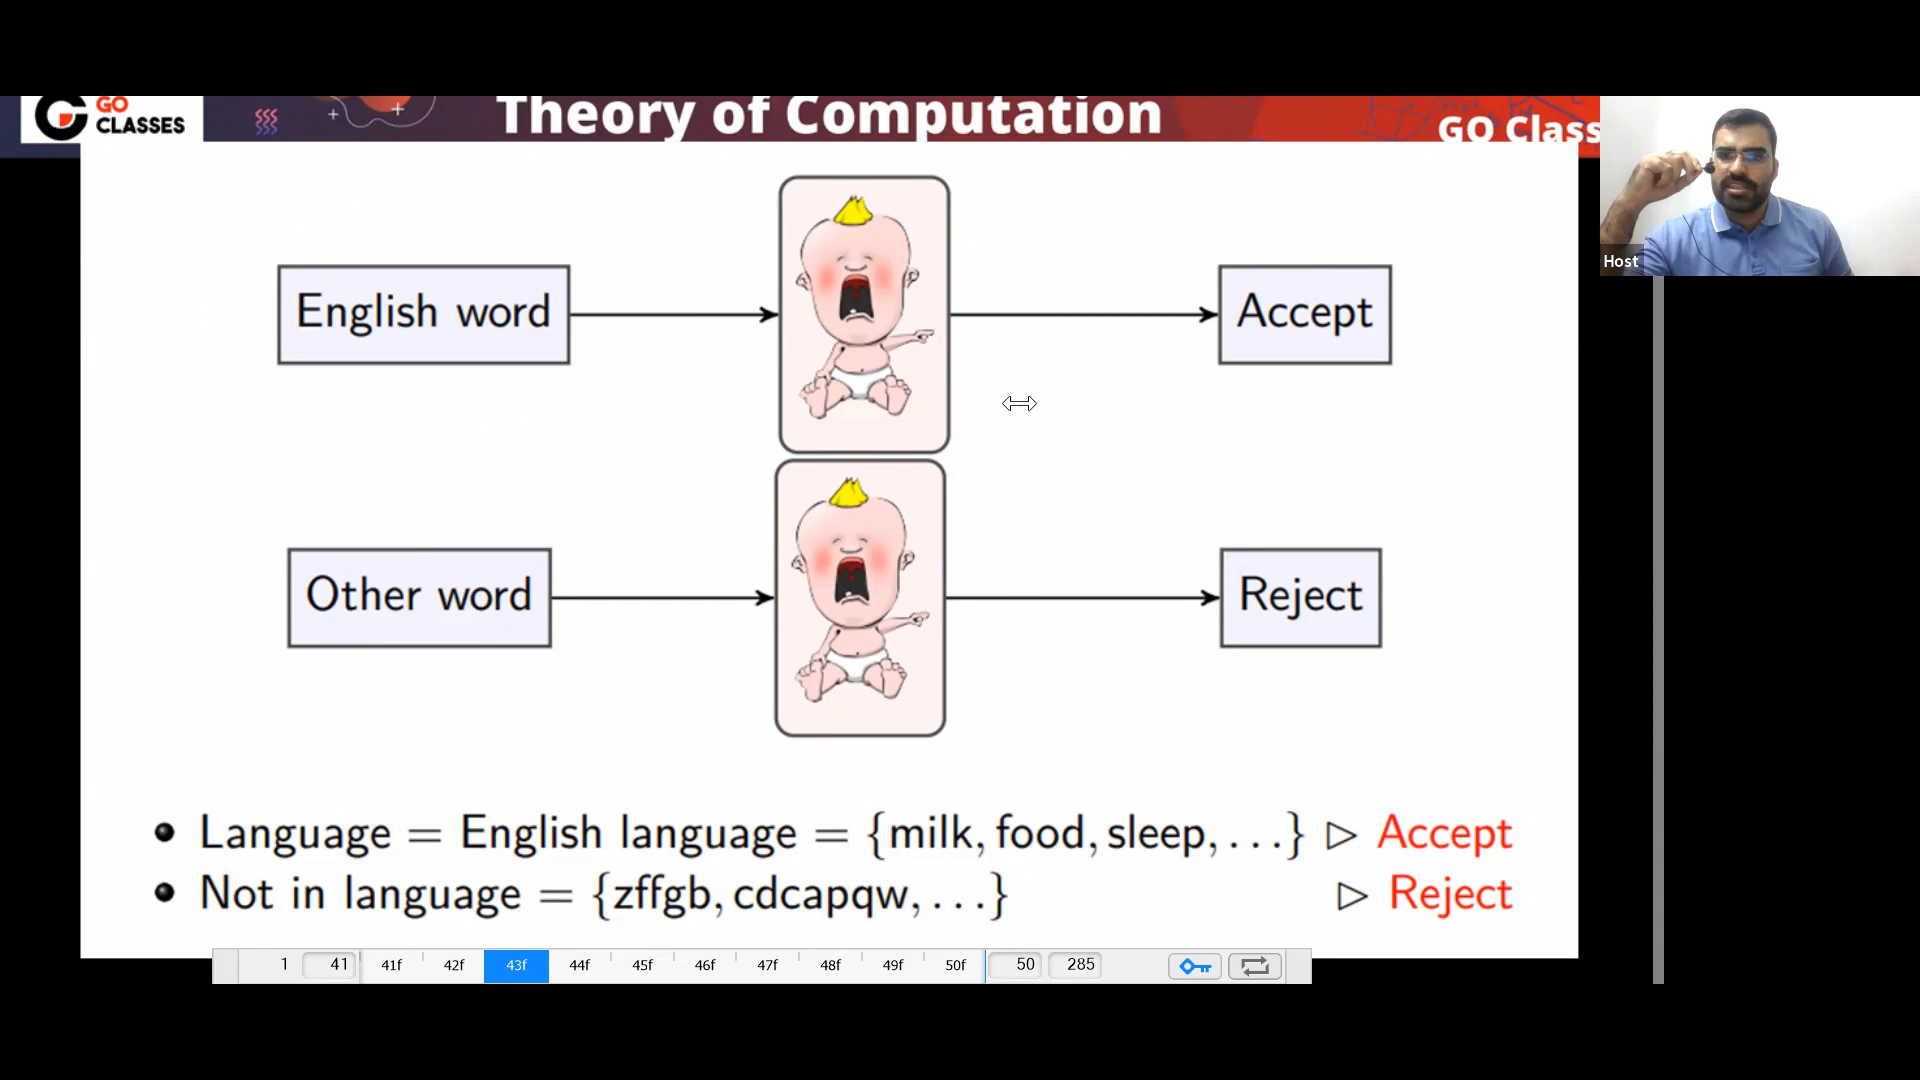 GO
CLASSES
Theory of Computation
GO Class
Host
English word
Accept
Other word
Reject
• Language = English language = {milk, food, sleep, . . .} ▷ Accept
• Not in language = {zffgb, cdcapqw, . . .} ▷ Reject
1 41 41f 42f 43f 44f 45f 46f 47f 48f 49f 50f 50 285